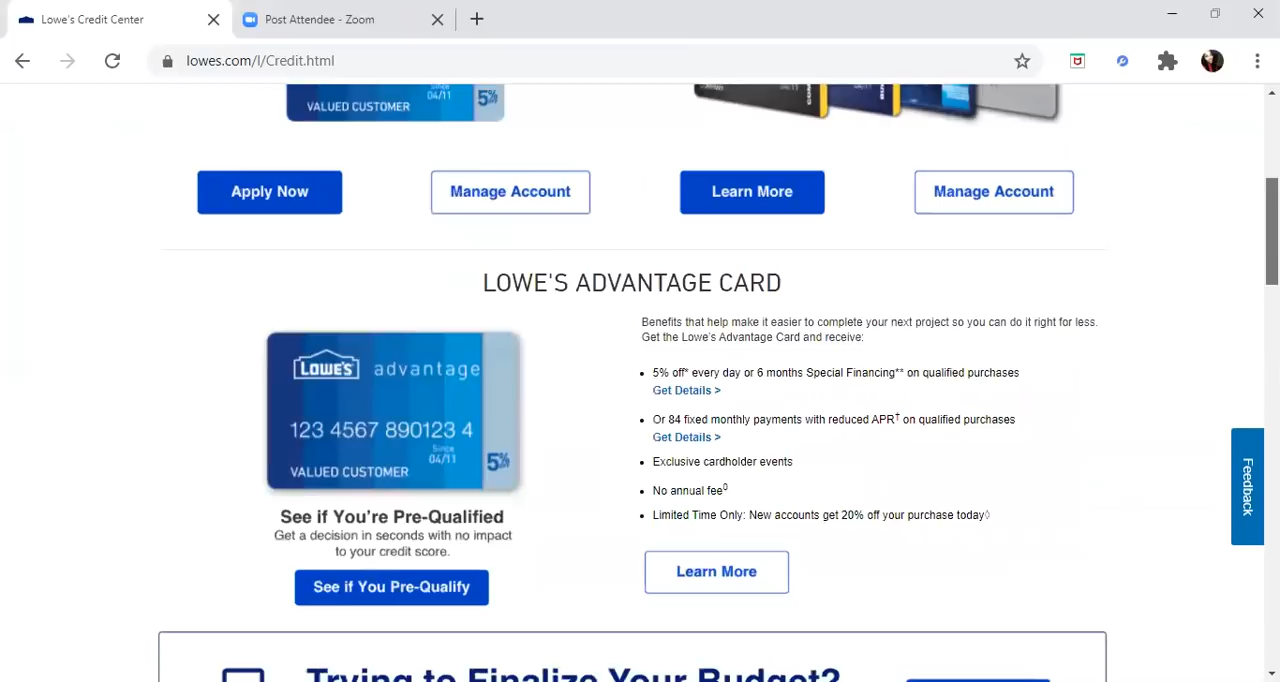 Lowe's Credit Center
Post Attendee - Zoom
lowes.com/l/Credit.html
VALUED CUSTOMER
Since
04/11
5%
Apply Now
Manage Account
Learn More
Manage Account
LOWE'S ADVANTAGE CARD
LOWE'S advantage
123 4567 890123 4
Since
04/11
VALUED CUSTOMER
5%
See if You're Pre-Qualified
Get a decision in seconds with no impact
to your credit score.
See if You Pre-Qualify
Benefits that help make it easier to complete your next project so you can do it right for less.
Get the Lowe's Advantage Card and receive:
• 5% off* every day or 6 months Special Financing** on qualified purchases
Get Details >
• Or 84 fixed monthly payments with reduced APR† on qualified purchases
Get Details >
• Exclusive cardholder events
• No annual fee◊
• Limited Time Only: New accounts get 20% off your purchase today◊
Learn More
Feedback
Trying to Finalize Your Budget?